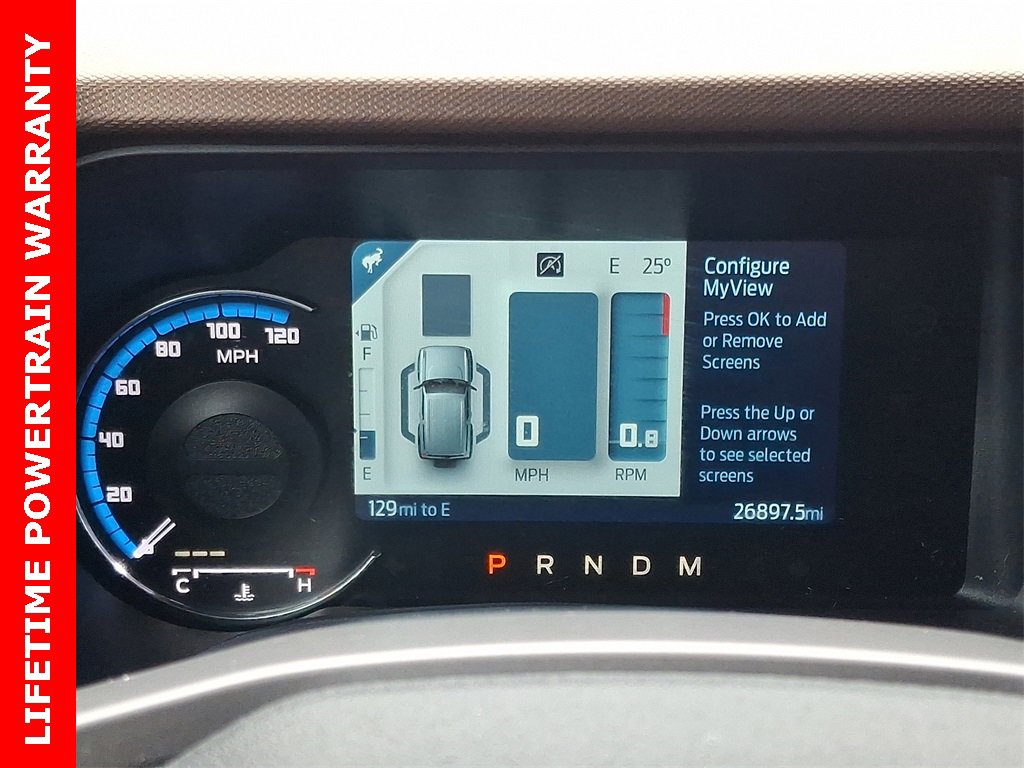 LIFETIME POWERTRAIN WARRANTY
E 25°
Configure
MyView
Press OK to Add
or Remove
Screens
Press the Up or
Down arrows
to see selected
screens
F
E
0
0.8
MPH
RPM
129 mi to E
26897.5mi
120
100
80
MPH
60
40
20
C
H
P R N D M